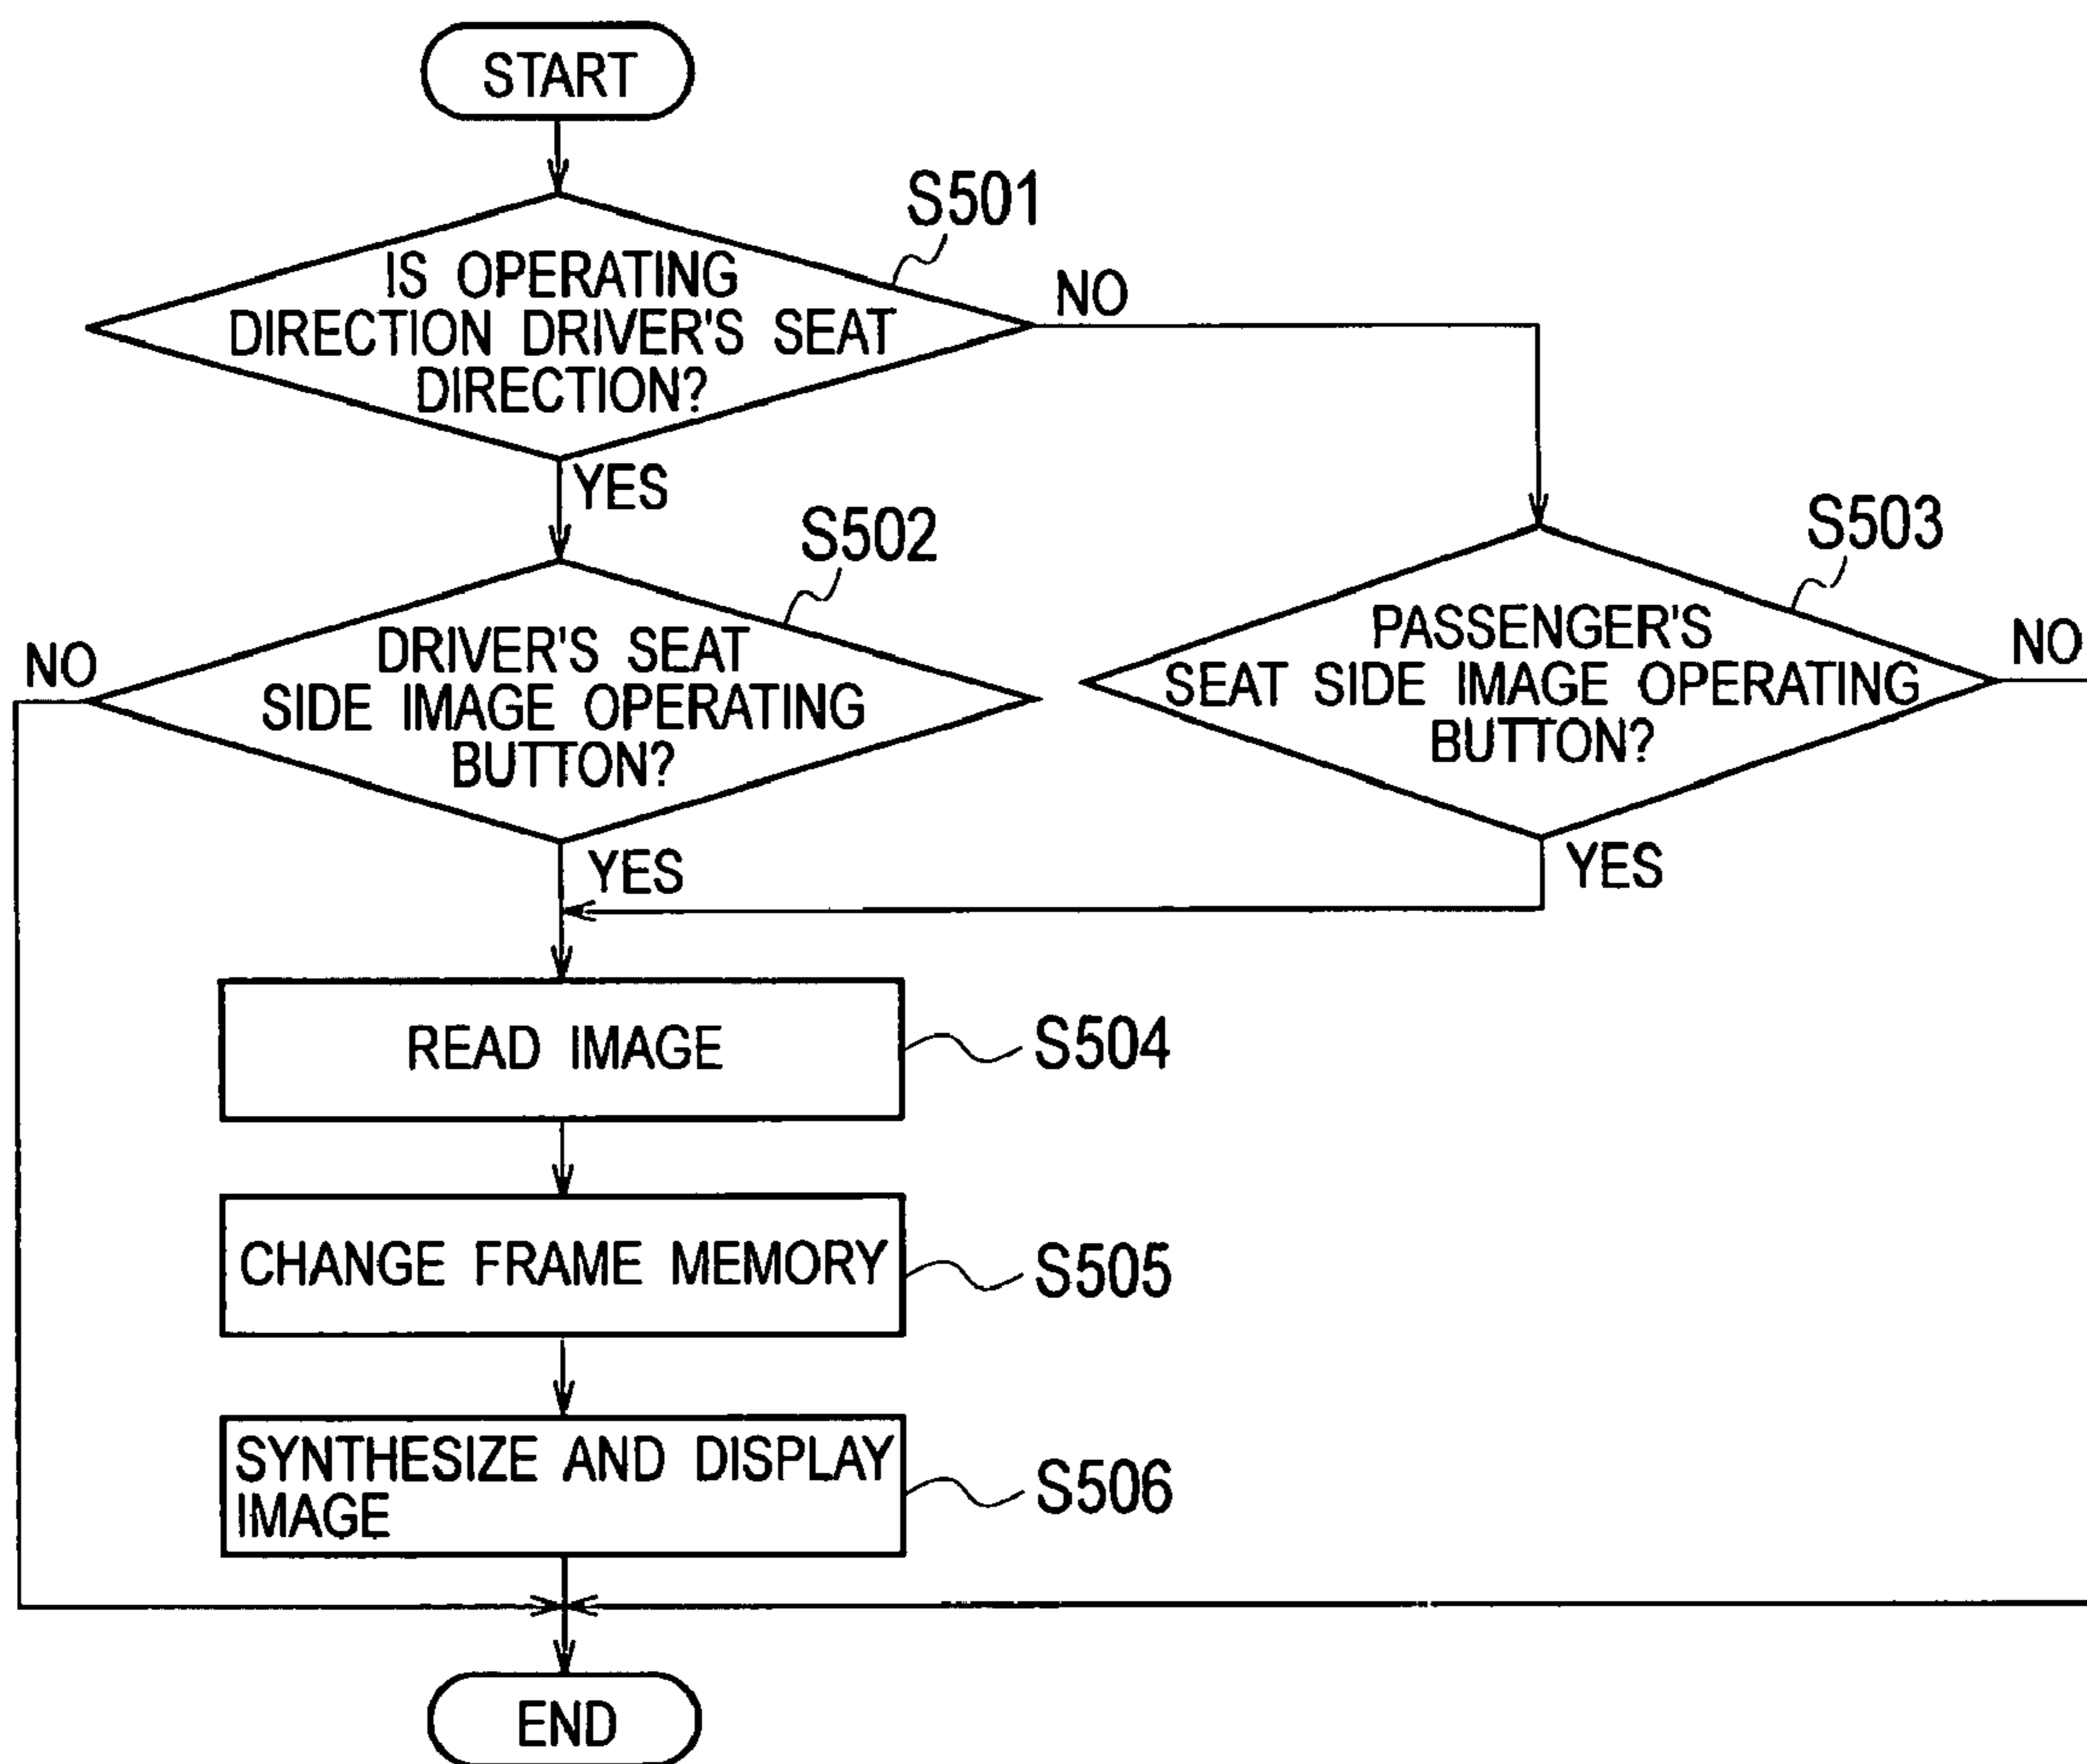 START
S501
IS OPERATING
DIRECTION DRIVER'S SEAT
DIRECTION?
NO
YES
S502
S503
NO
DRIVER'S SEAT
SIDE IMAGE OPERATING
BUTTON?
PASSENGER'S
SEAT SIDE IMAGE OPERATING
BUTTON?
NO
YES
YES
READ IMAGE
S504
CHANGE FRAME MEMORY
S505
SYNTHESIZE AND DISPLAY
IMAGE
S506
END